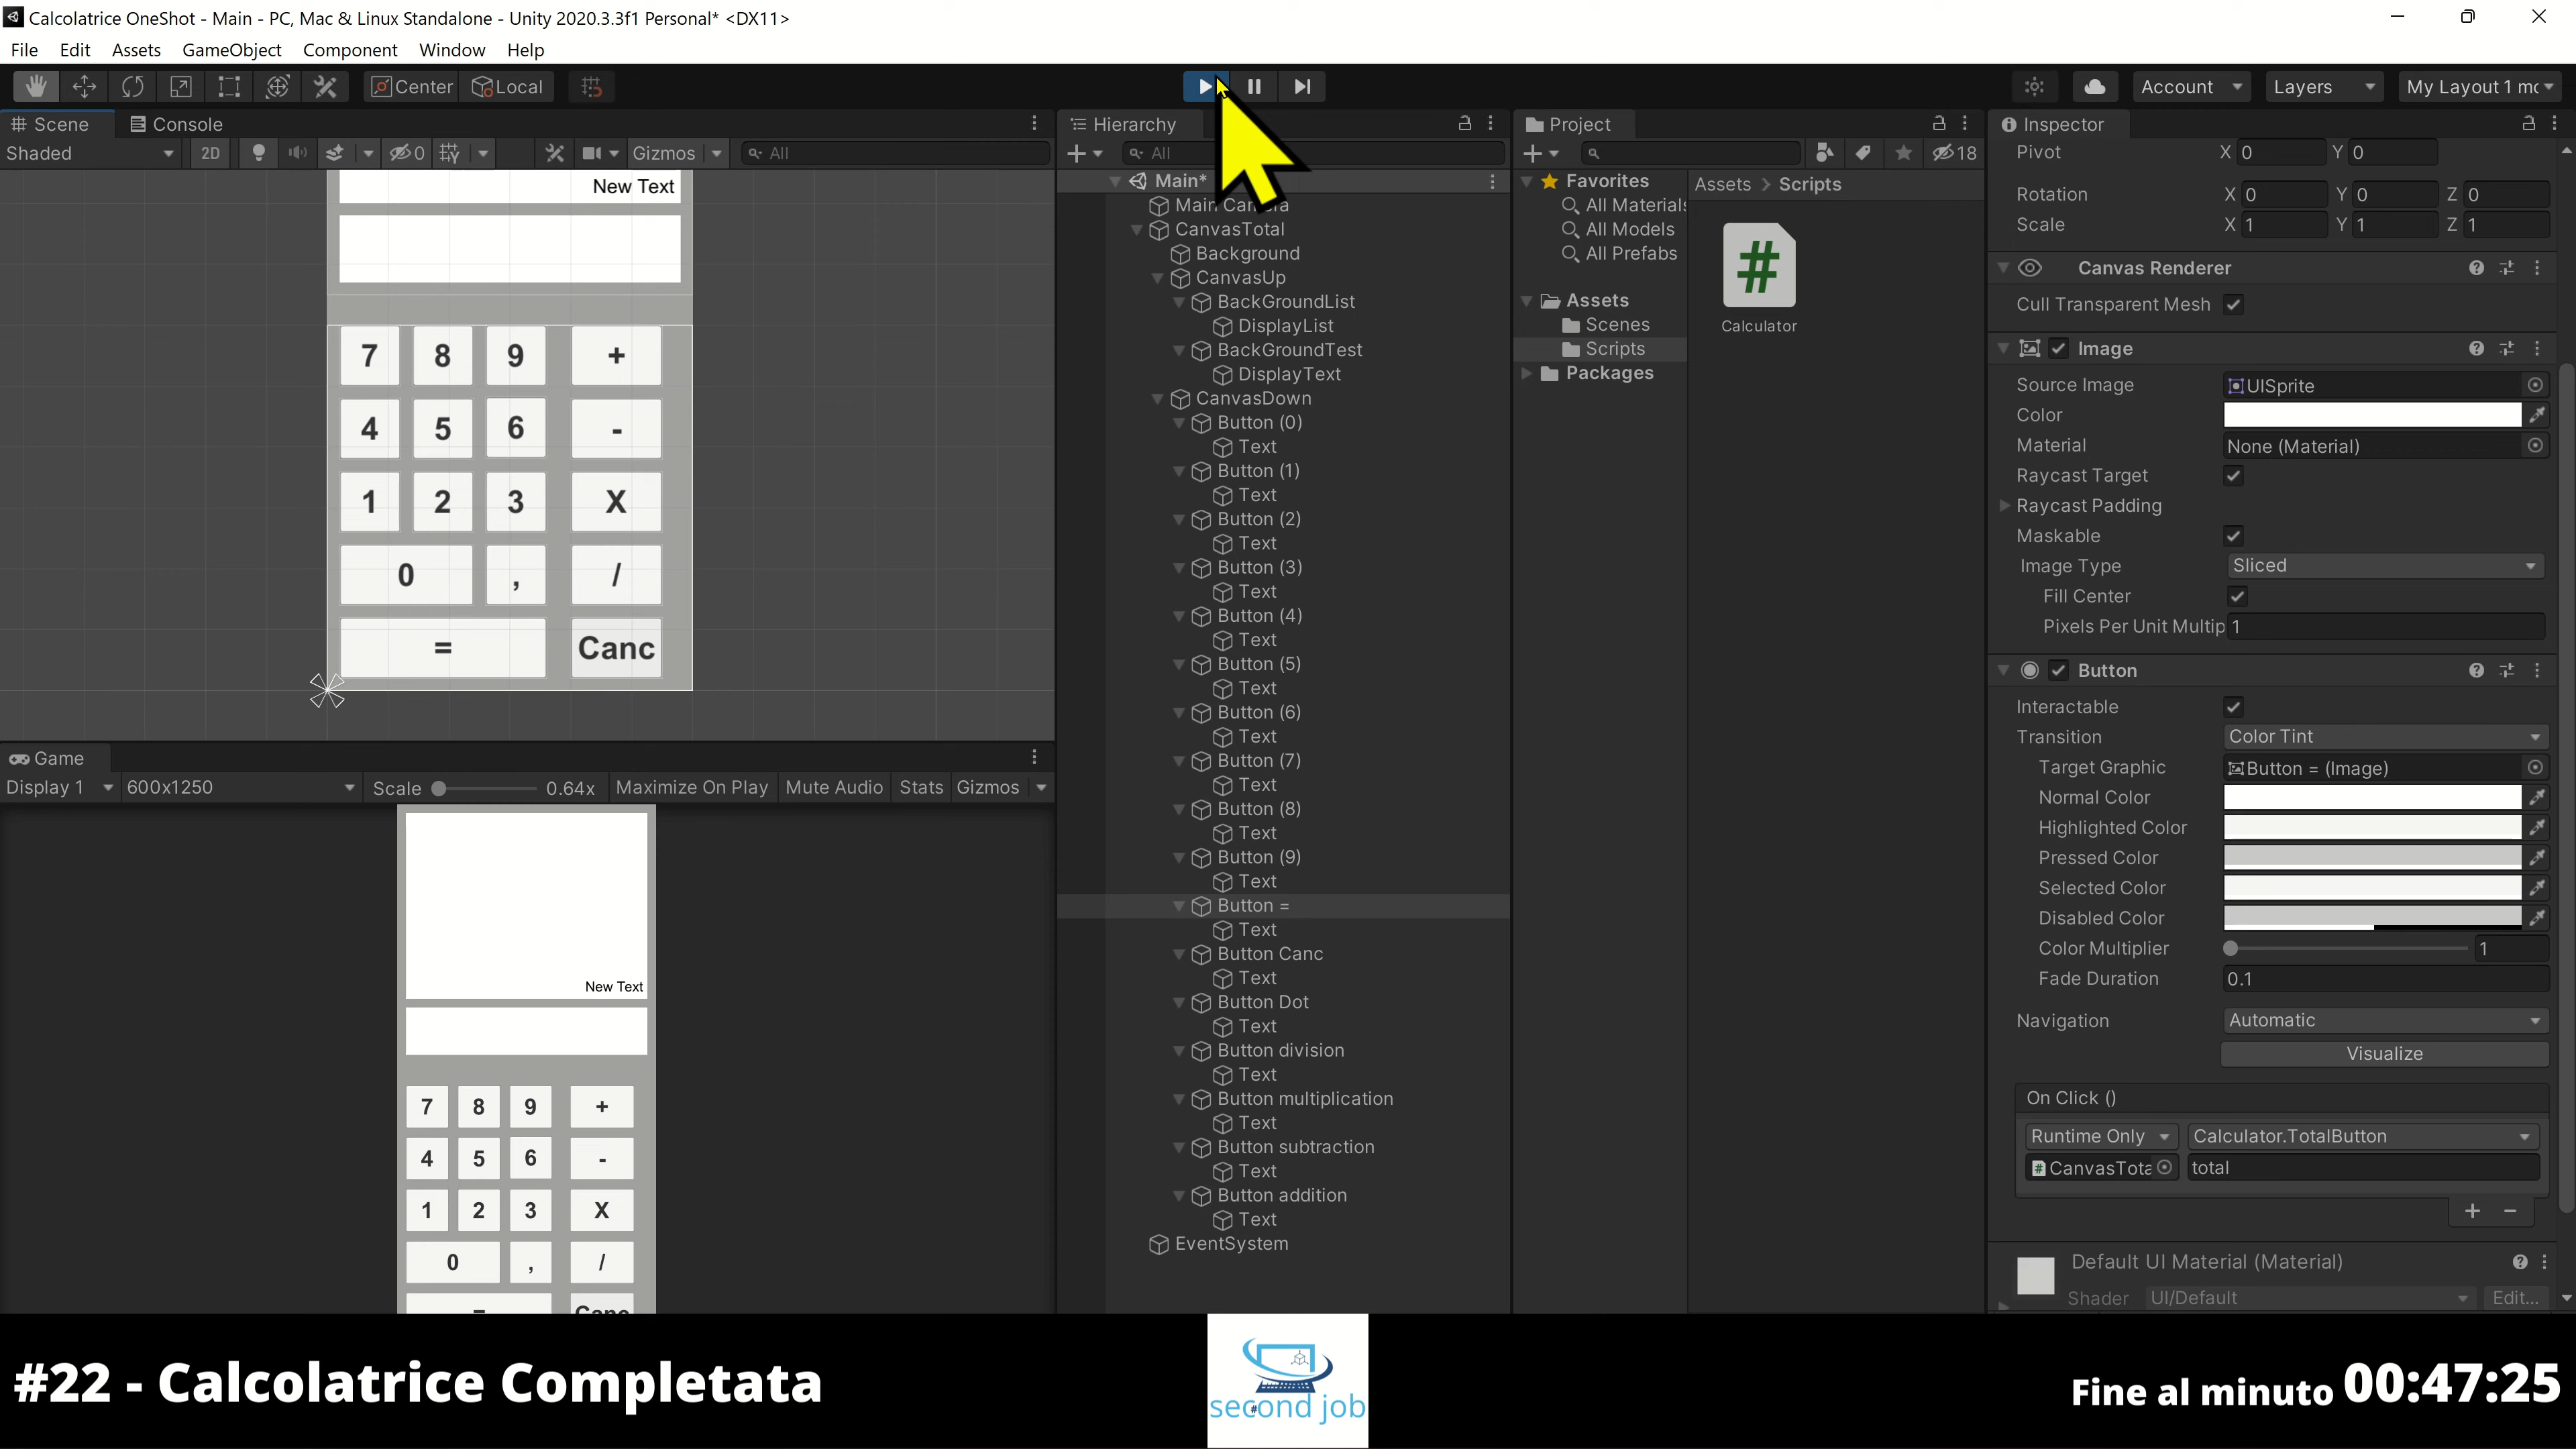 Calcolatrice OneShot - Main - PC, Mac & Linux Standalone - Unity 2020.3.3f1 Personal* <DX11>
File Edit Assets GameObject Component Window Help
Center Local
Account Layers
Scene Console
Shaded 2D 0 Gizmos All
New Text
7 8 9 +
4 5 6 -
1 2 3 X
0 , /
= Canc
Game
Display 1 600x1250 Scale 0.64x Maximize On Play Mute Audio Stats Gizmos
New Text
7 8 9 +
4 5 6 -
1 2 3 X
0 , /
= Canc
Hierarchy
All
Main*
Main Camera
CanvasTotal
Background
CanvasUp
BackGroundList
DisplayList
BackGroundTest
DisplayText
CanvasDown
Button (0)
Text
Button (1)
Text
Button (2)
Text
Button (3)
Text
Button (4)
Text
Button (5)
Text
Button (6)
Text
Button (7)
Text
Button (8)
Text
Button (9)
Text
Button =
Text
Button Canc
Text
Button Dot
Text
Button division
Text
Button multiplication
Text
Button subtraction
Text
Button addition
Text
EventSystem
Project
18
Favorites
All Materials
All Models
All Prefabs
Assets
Scenes
Scripts
Packages
Assets > Scripts
#
Calculator
My Layout 1
Inspector
Pivot X 0 Y 0
Rotation X 0 Y 0 Z 0
Scale X 1 Y 1 Z 1
Canvas Renderer
Cull Transparent Mesh
Image
Source Image UISprite
Color
Material None (Material)
Raycast Target
Raycast Padding
Maskable
Image Type Sliced
Fill Center
Pixels Per Unit Multip 1
Button
Interactable
Transition Color Tint
Target Graphic Button = (Image)
Normal Color
Highlighted Color
Pressed Color
Selected Color
Disabled Color
Color Multiplier 1
Fade Duration 0.1
Navigation Automatic
Visualize
On Click ()
Runtime Only Calculator.TotalButton
CanvasTota total
+ -
Default UI Material (Material)
Shader UI/Default Edit...
#22 - Calcolatrice Completata
#second job
Fine al minuto 00:47:25